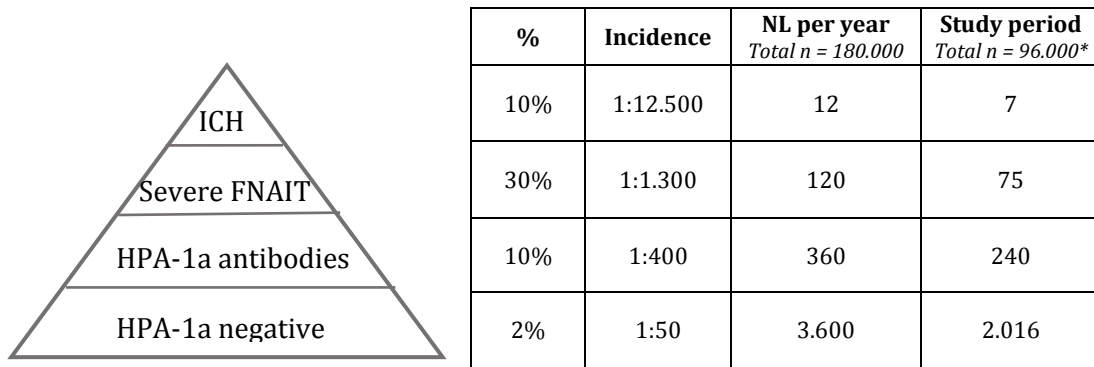 % Incidence NL per year Study period
Total n = 180.000 Total n = 96.000*
ICH 10% 1:12.500 12 7
Severe FNAIT 30% 1:1.300 120 75
HPA-1a antibodies 10% 1:400 360 240
HPA-1a negative 2% 1:50 3.600 2.016